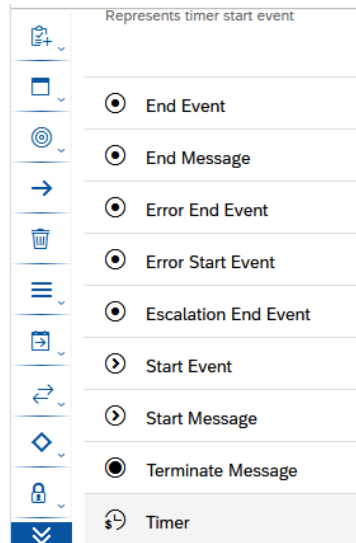 Represents timer start event
End Event
End Message
Error End Event
Error Start Event
Escalation End Event
Start Event
Start Message
Terminate Message
Timer